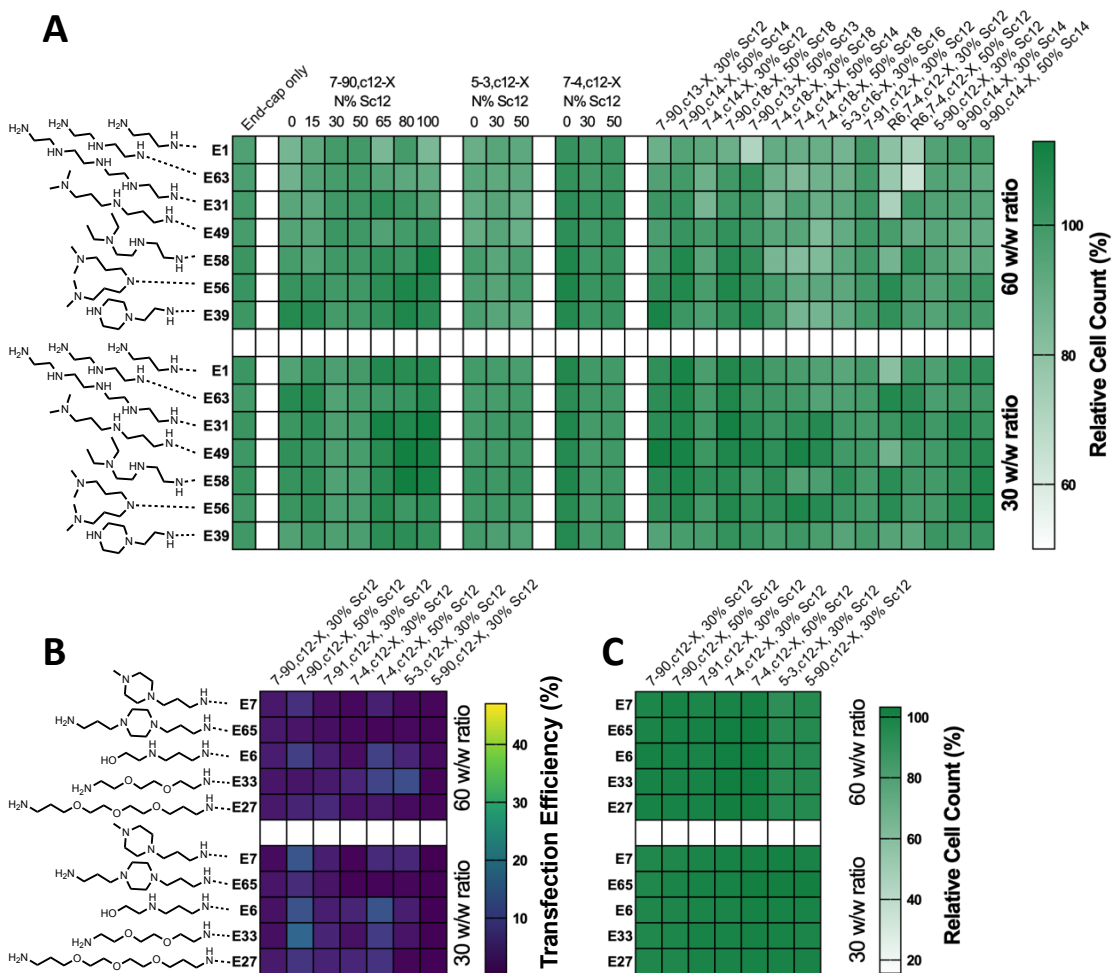 A
End-cap only
7-90,c12-X
N% Sc12
0 15 30 50 65 80 100
5-3,c12-X
N% Sc12
0 30 50
7-4,c12-X
N% Sc12
0 30 50
7-90,c13-X, 30% Sc12
7-90,c14-X, 50% Sc14
7-4,c14-X, 30% Sc12
7-90,c18-X, 50% Sc18
7-90,c13-X, 50% Sc13
7-4,c18-X, 30% Sc18
7-4,c14-X, 50% Sc14
7-4,c18-X, 50% Sc18
5-3,c16-X, 30% Sc16
7-91,c12-X, 30% Sc12
R6,7-4,c12-X, 30% Sc12
R6,7-4,c12-X, 50% Sc12
5-90,c12-X, 30% Sc12
9-90,c14-X, 30% Sc14
9-90,c14-X, 50% Sc14
E1
E63
E31
E49
E58
E56
E39
60 w/w ratio
E1
E63
E31
E49
E58
E56
E39
30 w/w ratio
100
80
60
Relative Cell Count (%)
B
7-90,c12-X, 30% Sc12
7-90,c12-X, 50% Sc12
7-91,c12-X, 30% Sc12
7-4,c12-X, 30% Sc12
7-4,c12-X, 50% Sc12
5-3,c12-X, 30% Sc12
5-90,c12-X, 30% Sc12
E7
E65
E6
E33
E27
60 w/w ratio
E7
E65
E6
E33
E27
30 w/w ratio
40
30
20
10
Transfection Efficiency (%)
C
7-90,c12-X, 30% Sc12
7-90,c12-X, 50% Sc12
7-91,c12-X, 30% Sc12
7-4,c12-X, 30% Sc12
7-4,c12-X, 50% Sc12
5-3,c12-X, 30% Sc12
5-90,c12-X, 30% Sc12
E7
E65
E6
E33
E27
60 w/w ratio
E7
E65
E6
E33
E27
30 w/w ratio
100
80
60
40
20
Relative Cell Count (%)